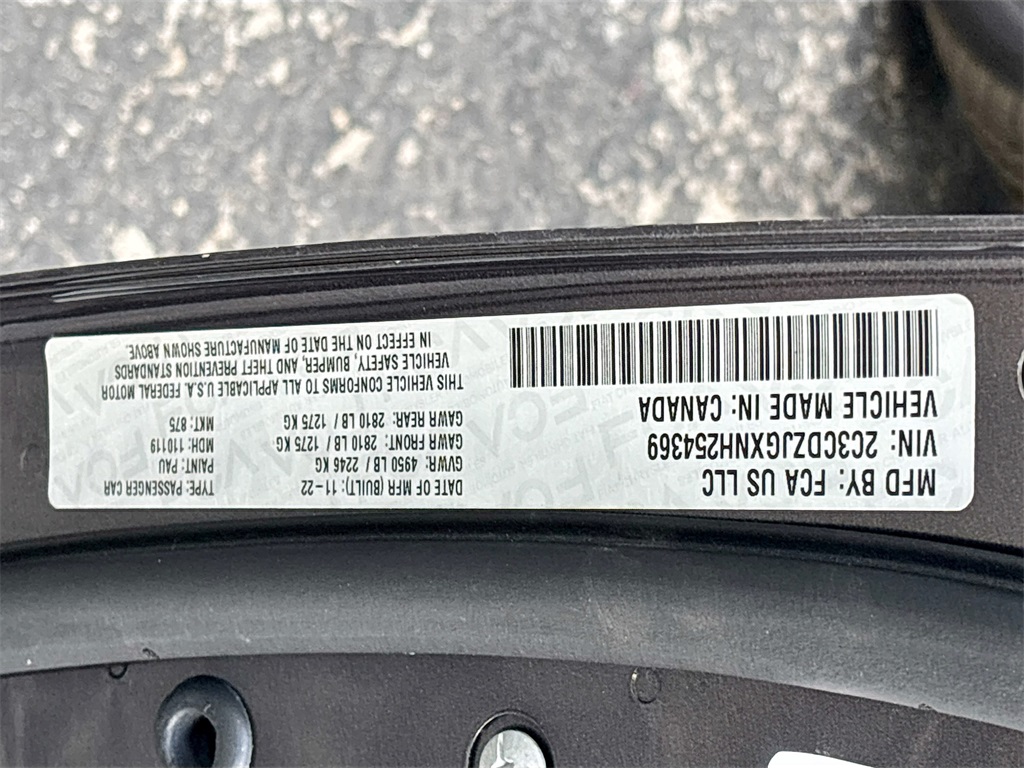 MFD BY: FCA US LLC
VIN: 2C3CDZJGXNH254369
VEHICLE MADE IN: CANADA
DATE OF MFR (BUILT): 11-22
TYPE: PASSENGER CAR
GVWR: 4950 LB / 2246 KG
PAINT: PAU
GAWR FRONT: 2810 LB / 1275 KG
MDH: 110119
GAWR REAR: 2810 LB / 1275 KG
MKT: 875
THIS VEHICLE CONFORMS TO ALL APPLICABLE U.S.A. FEDERAL MOTOR
VEHICLE SAFETY, BUMPER, AND THEFT PREVENTION STANDARDS
IN EFFECT ON THE DATE OF MANUFACTURE SHOWN ABOVE.